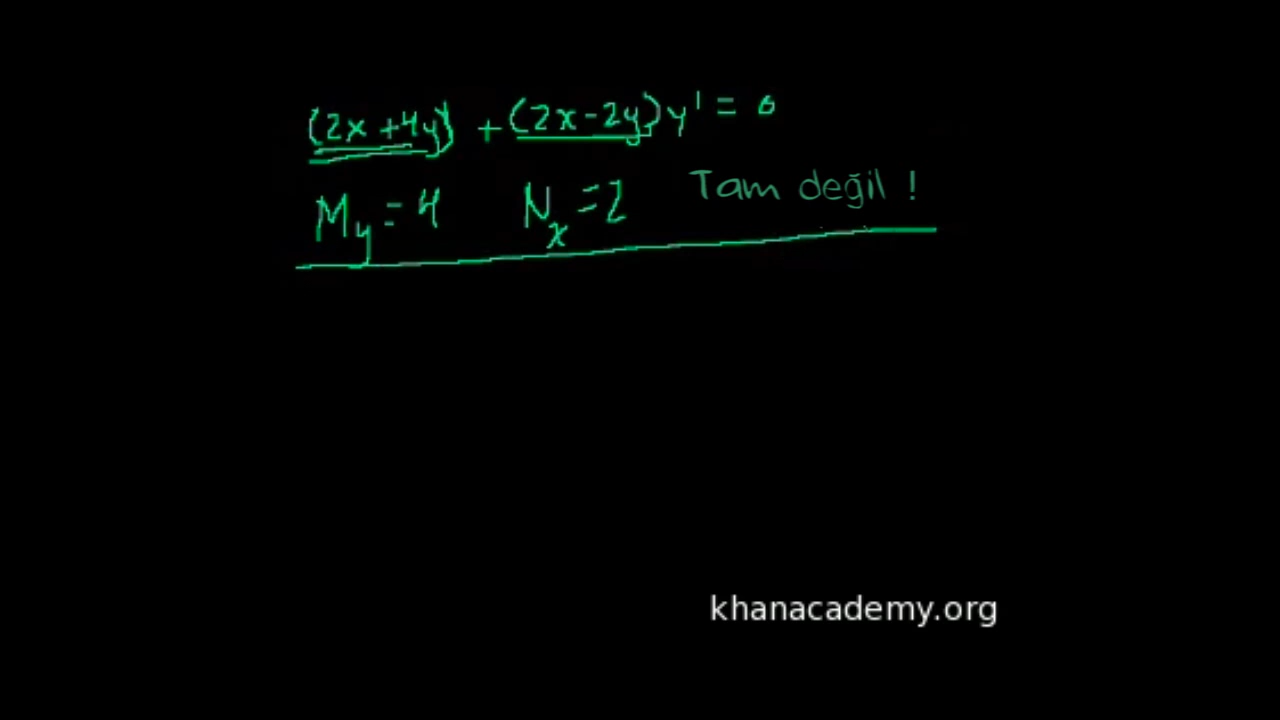 (2x + 4y) + (2x - 2y) y' = 0
My = 4 Nx = 2 Tam değil !
khanacademy.org